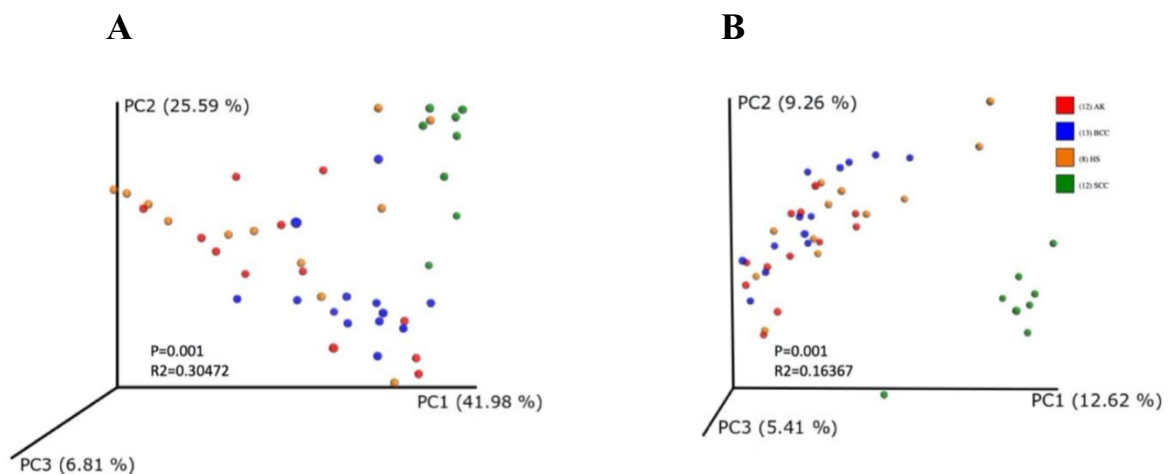 A
B
PC2 (25.59 %)
P=0.001
R2=0.30472
PC1 (41.98 %)
PC3 (6.81 %)
PC2 (9.26 %)
(12) AK
(13) BCC
(8) HS
(12) SCC
P=0.001
R2=0.16367
PC1 (12.62 %)
PC3 (5.41 %)